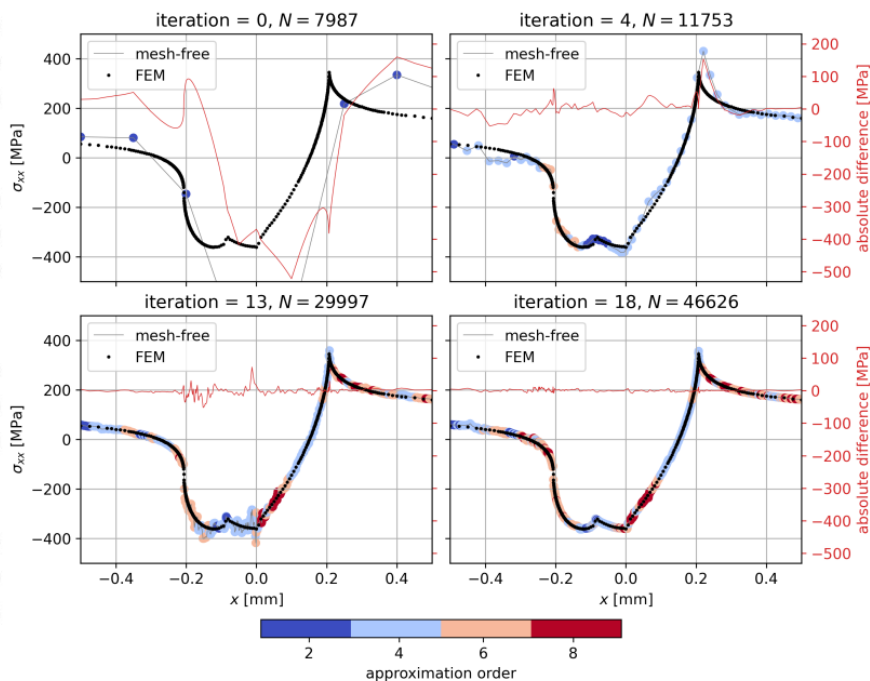 iteration = 0, N = 7987
iteration = 4, N = 11753
400
200
0
−200
−400
σxx [MPa]
mesh-free
FEM
mesh-free
FEM
200
100
0
−100
−200
−300
−400
−500
absolute difference [MPa]
iteration = 13, N = 29997
iteration = 18, N = 46626
400
200
0
−200
−400
σxx [MPa]
mesh-free
FEM
mesh-free
FEM
200
100
0
−100
−200
−300
−400
−500
absolute difference [MPa]
−0.4 −0.2 0.0 0.2 0.4
−0.4 −0.2 0.0 0.2 0.4
x [mm]
x [mm]
2 4 6 8
approximation order